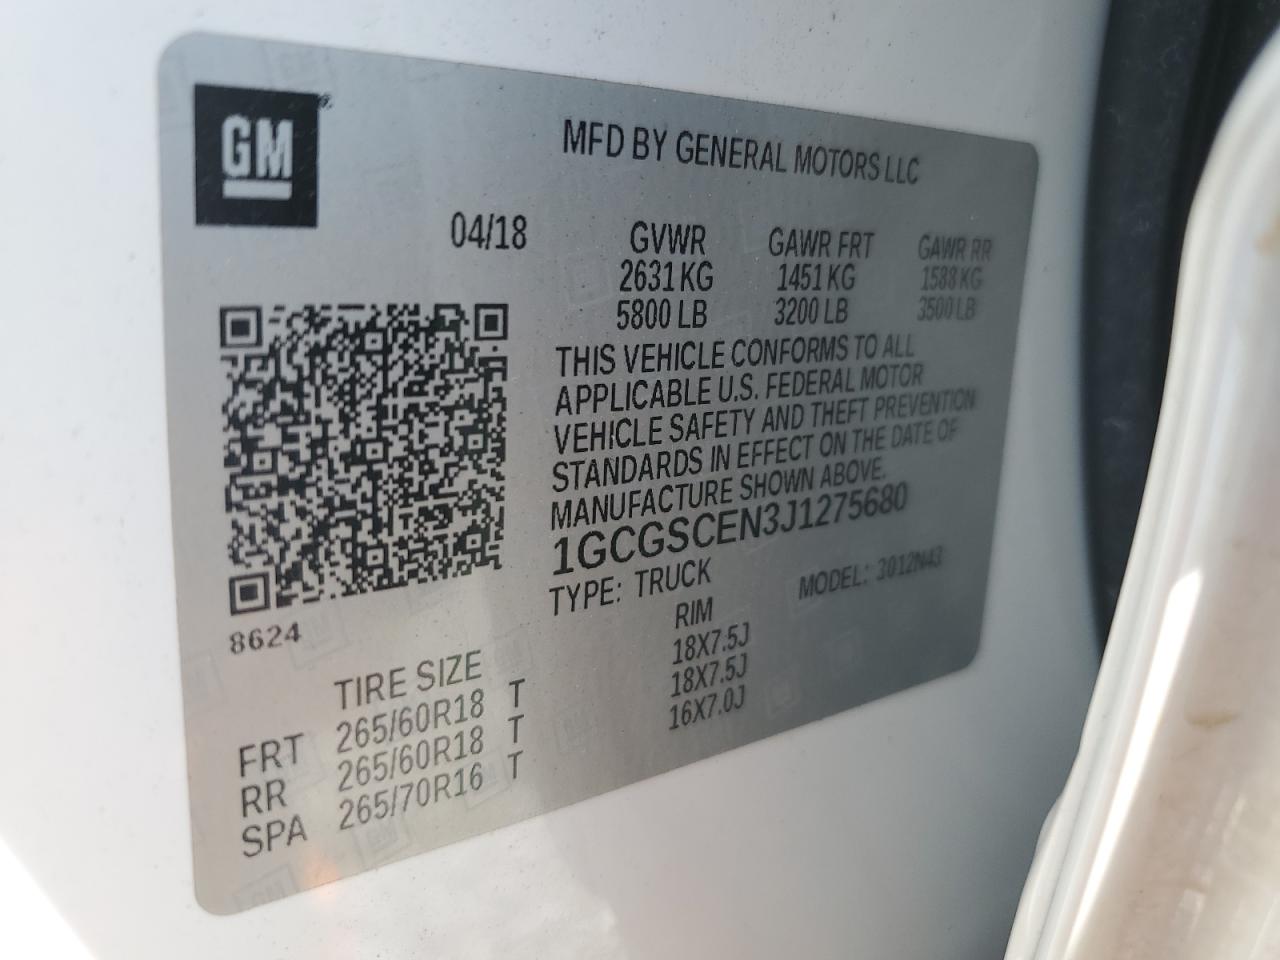 GM
MFD BY GENERAL MOTORS LLC
04/18 GVWR GAWR FRT GAWR RR
2631 KG 1451 KG 1588 KG
5800 LB 3200 LB 3500 LB
THIS VEHICLE CONFORMS TO ALL
APPLICABLE U.S. FEDERAL MOTOR
VEHICLE SAFETY AND THEFT PREVENTION
STANDARDS IN EFFECT ON THE DATE OF
MANUFACTURE SHOWN ABOVE.
1GCGSCEN3J1275680
TYPE: TRUCK MODEL: 3012N43
8624
TIRE SIZE RIM
FRT 265/60R18 T 18X7.5J
RR 265/60R18 T 18X7.5J
SPA 265/70R16 T 16X7.0J